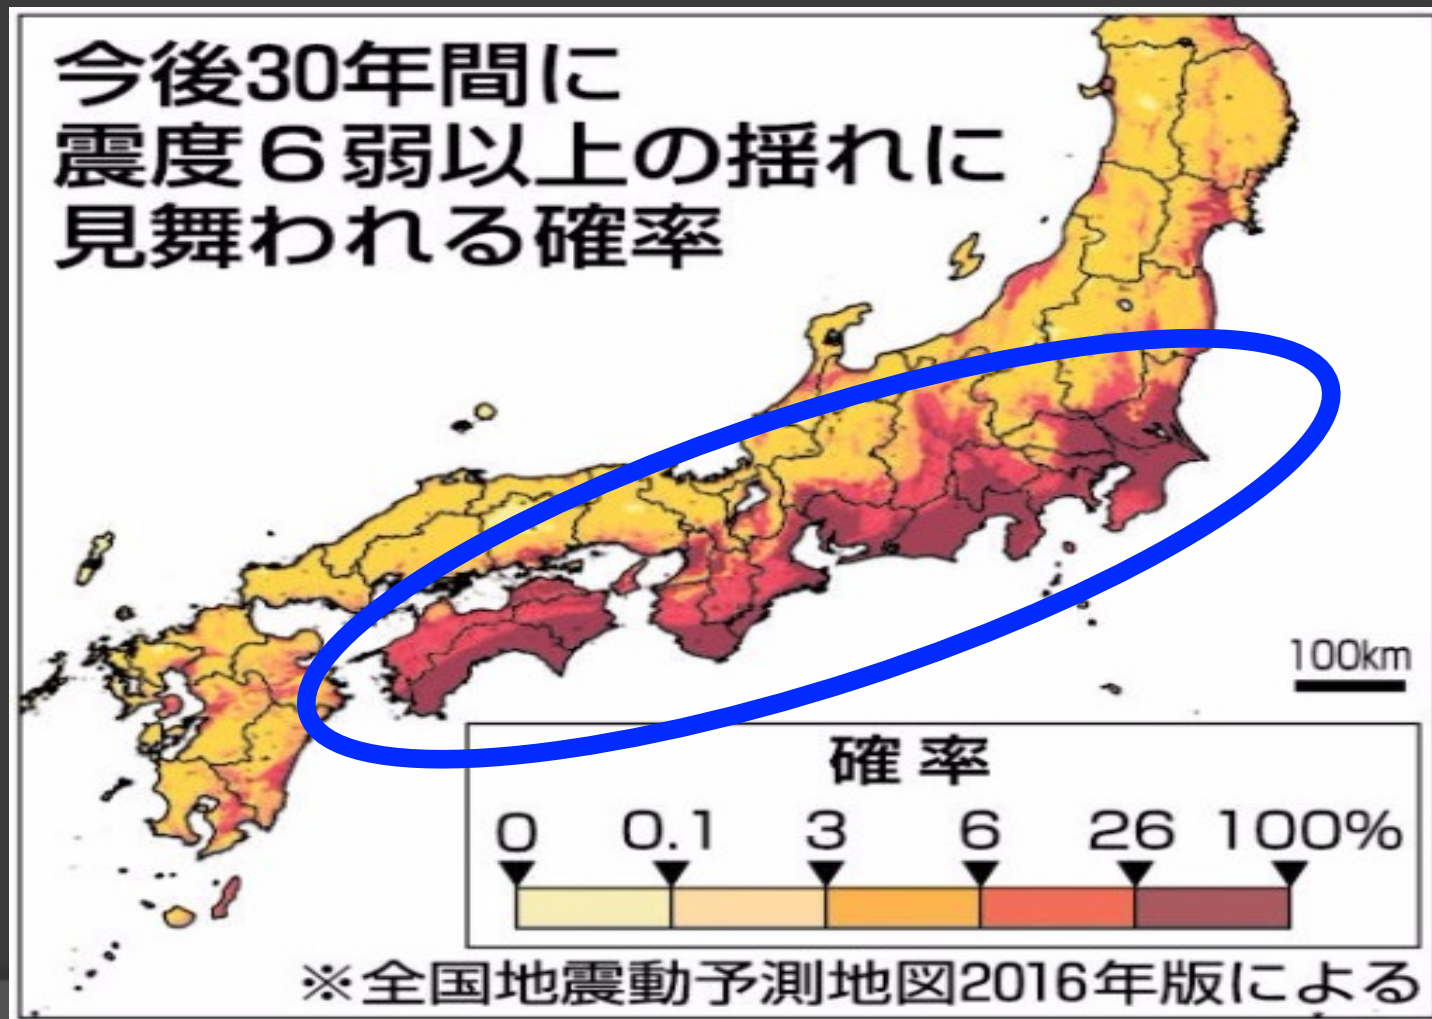 今後30年間に
震度6弱以上の揺れに
見舞われる確率
100km
確率
0 0.1 3 6 26 100%
※全国地震動予測地図2016年版による